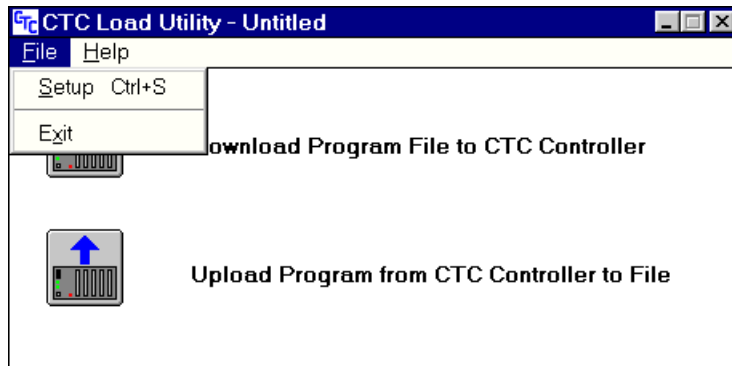 CTC CTC Load Utility - Untitled
File Help
Setup Ctrl+S
Exit
ownload Program File to CTC Controller
Upload Program from CTC Controller to File